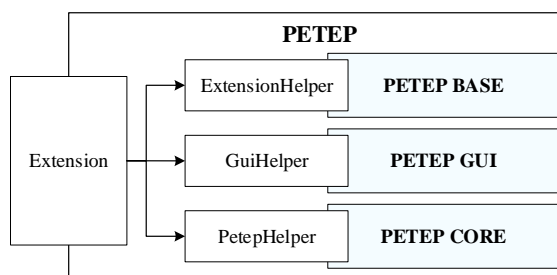 PETEP
ExtensionHelper
PETEP BASE
Extension
GuiHelper
PETEP GUI
PetepHelper
PETEP CORE